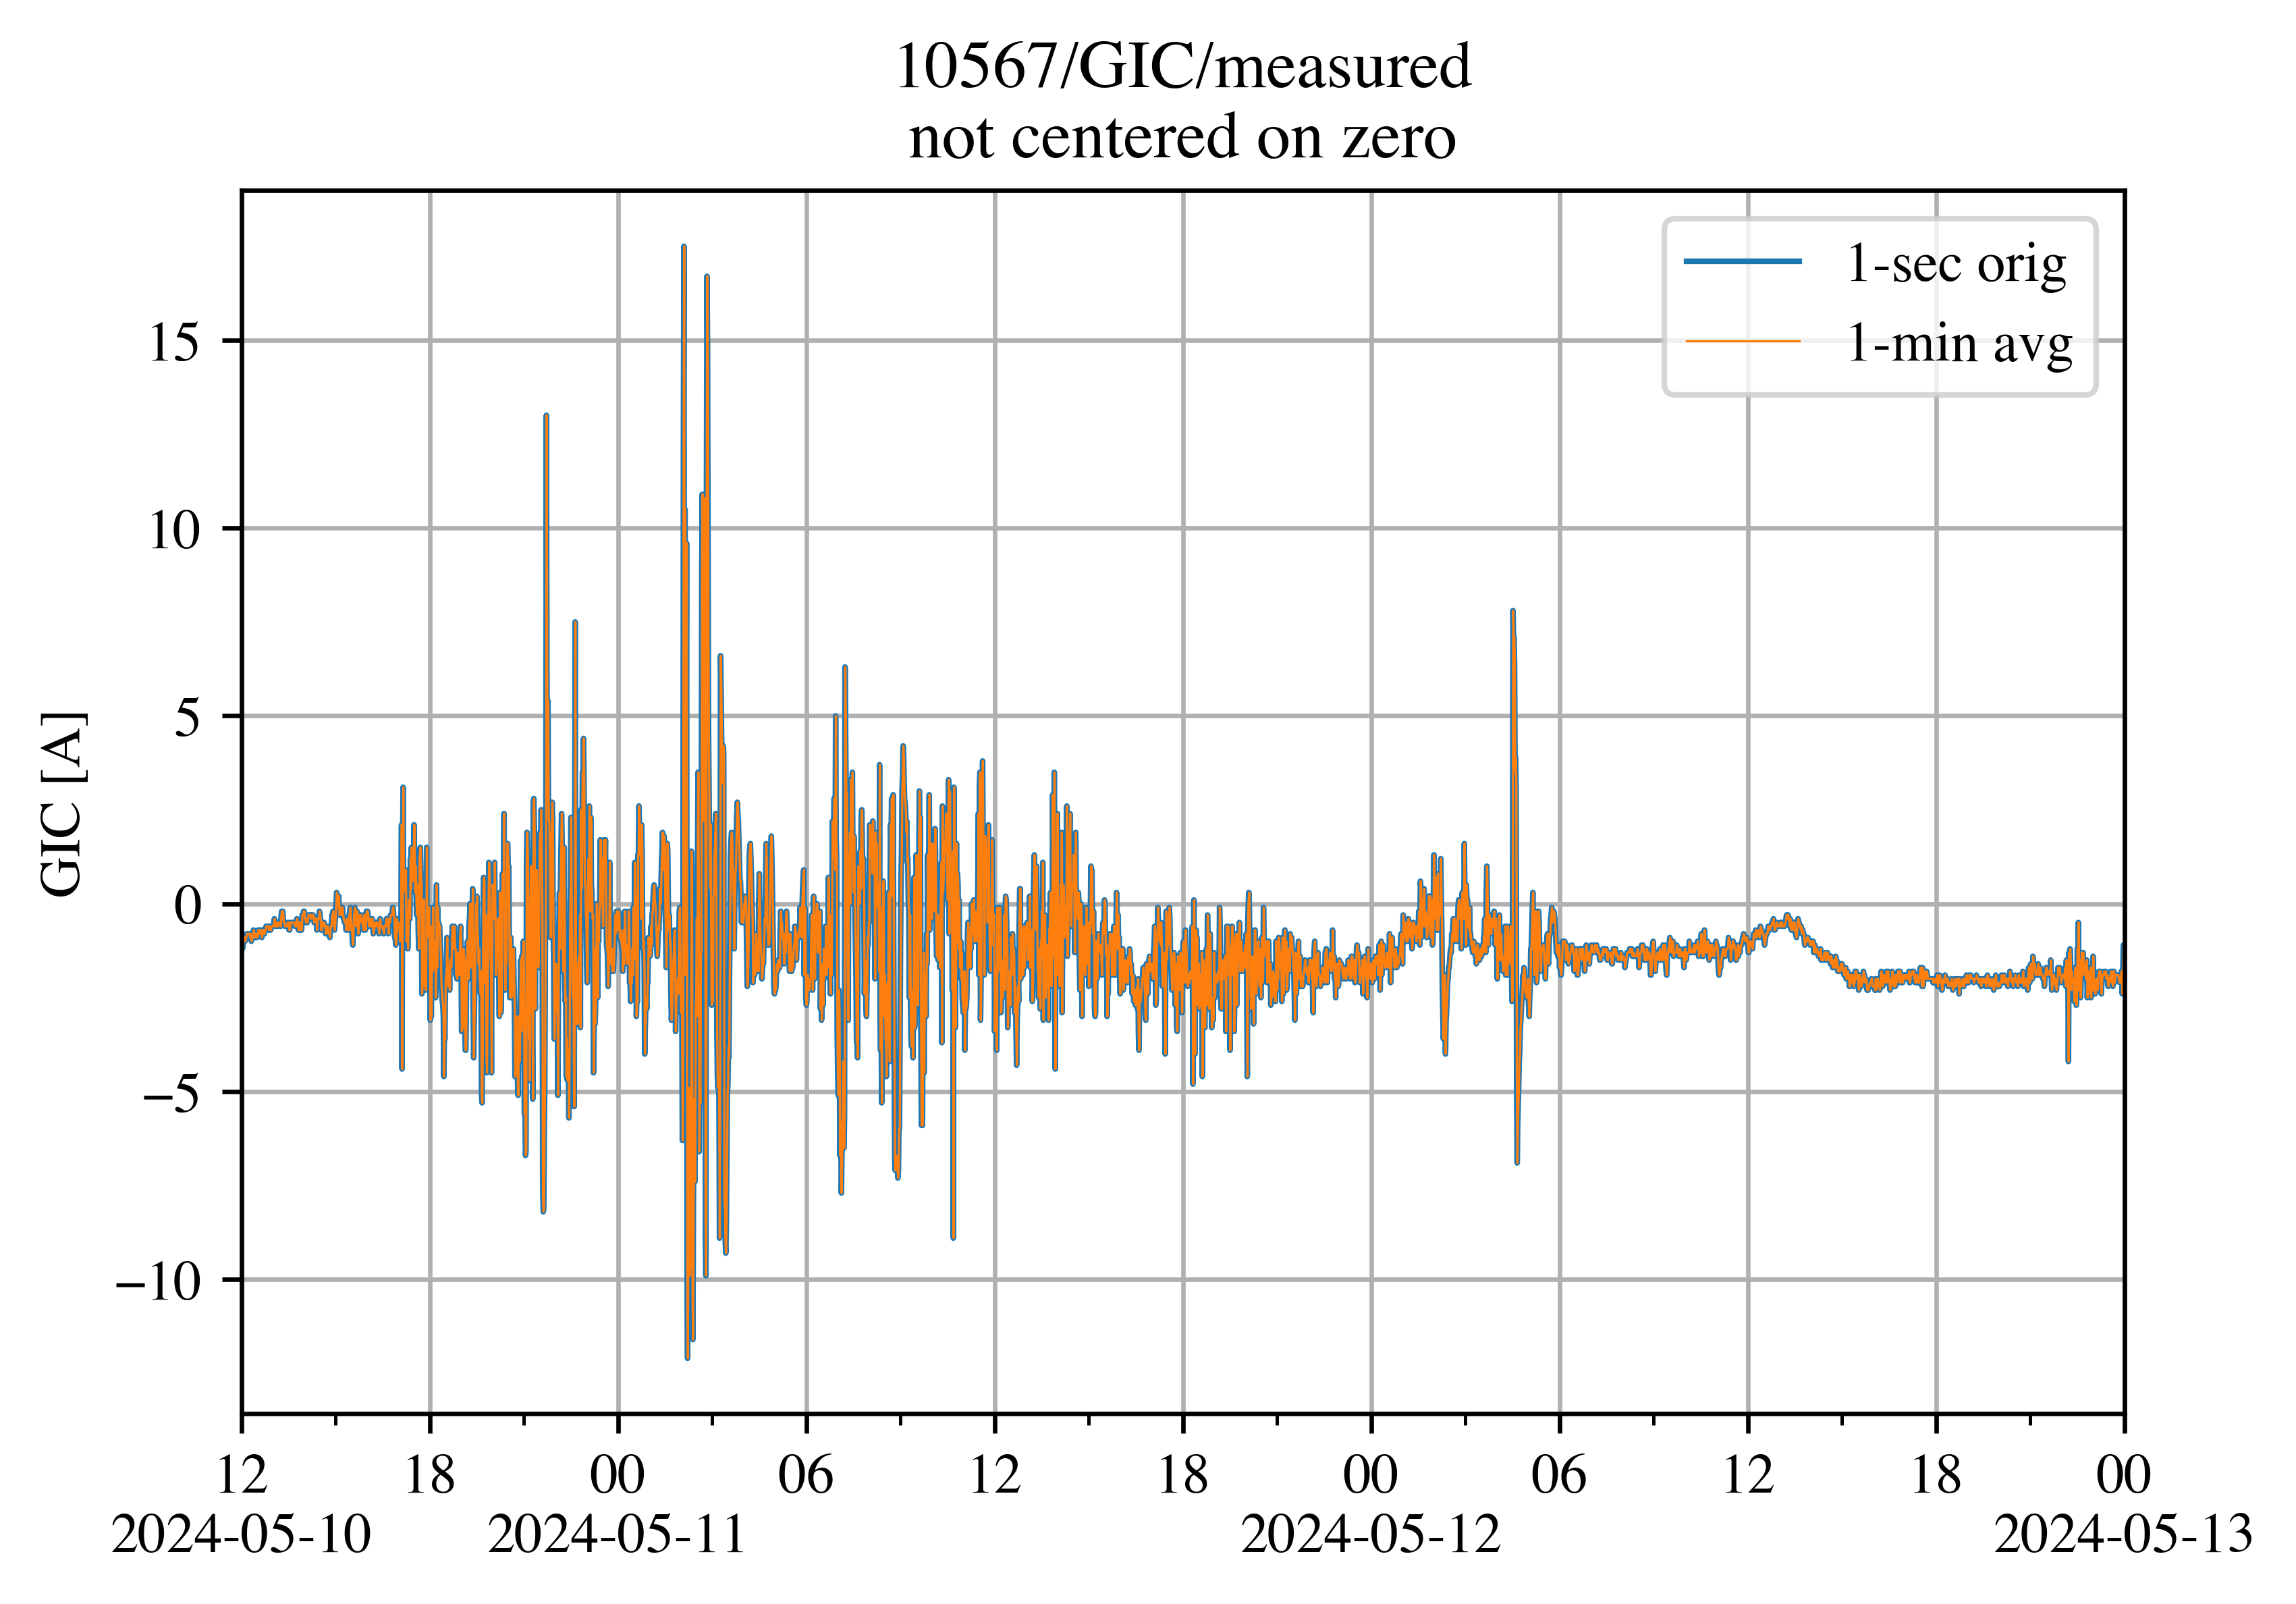 10567//GIC/measured
not centered on zero
1-sec orig
1-min avg
GIC [A]
15
10
5
0
−5
−10
12 18 00 06 12 18 00 06 12 18 00
2024-05-10 2024-05-11 2024-05-12 2024-05-13